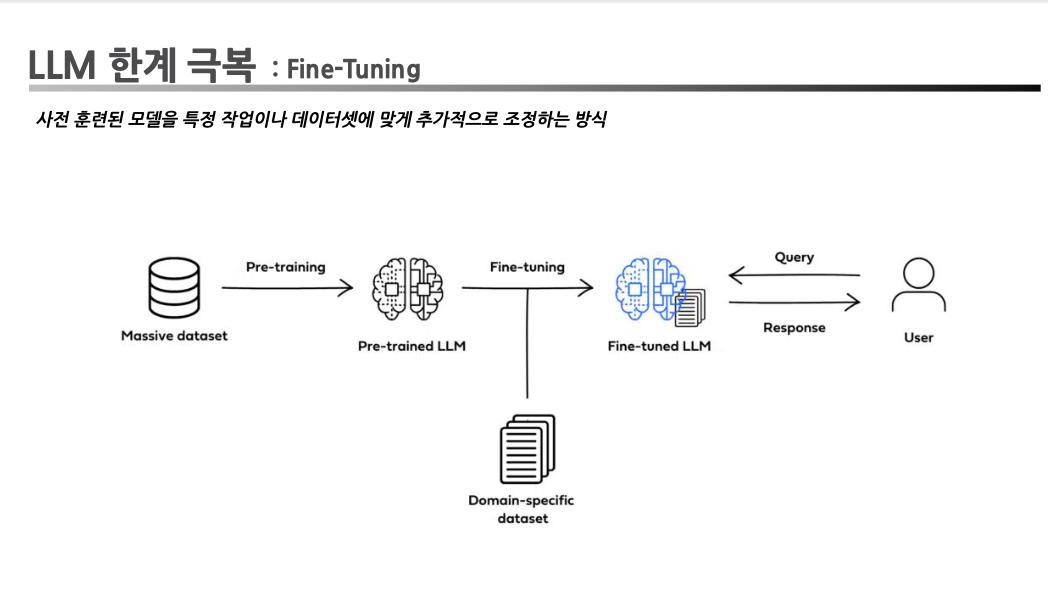 LLM 한계 극복 : Fine-Tuning
사전 훈련된 모델을 특정 작업이나 데이터셋에 맞게 추가적으로 조정하는 방식
Massive dataset
Pre-training
Pre-trained LLM
Fine-tuning
Domain-specific
dataset
Fine-tuned LLM
Query
Response
User